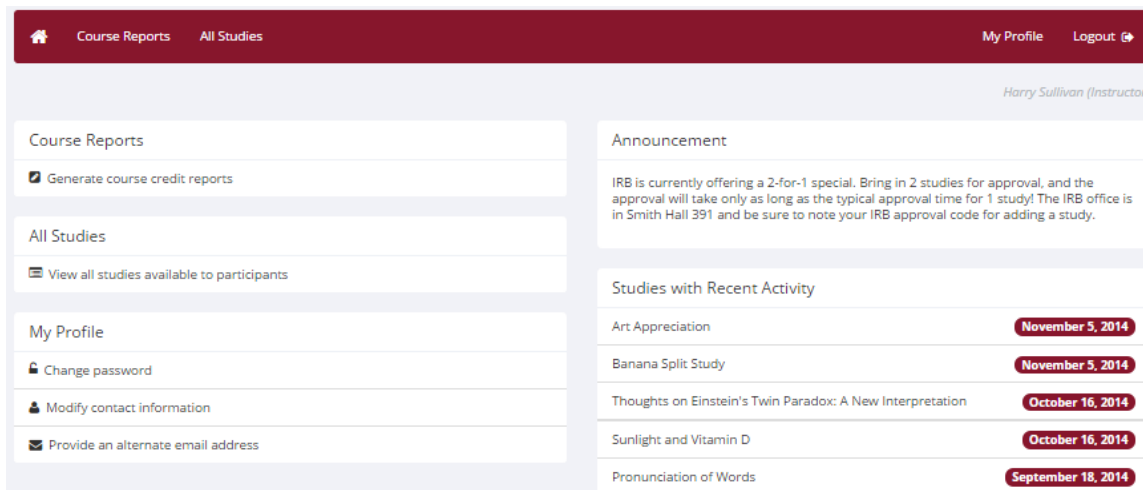 Course Reports All Studies My Profile Logout
Harry Sullivan (Instructor
Course Reports
Generate course credit reports
All Studies
View all studies available to participants
My Profile
Change password
Modify contact information
Provide an alternate email address
Announcement
IRB is currently offering a 2-for-1 special. Bring in 2 studies for approval, and the
approval will take only as long as the typical approval time for 1 study! The IRB office is
in Smith Hall 391 and be sure to note your IRB approval code for adding a study.
Studies with Recent Activity
Art Appreciation November 5, 2014
Banana Split Study November 5, 2014
Thoughts on Einstein's Twin Paradox: A New Interpretation October 16, 2014
Sunlight and Vitamin D October 16, 2014
Pronunciation of Words September 18, 2014